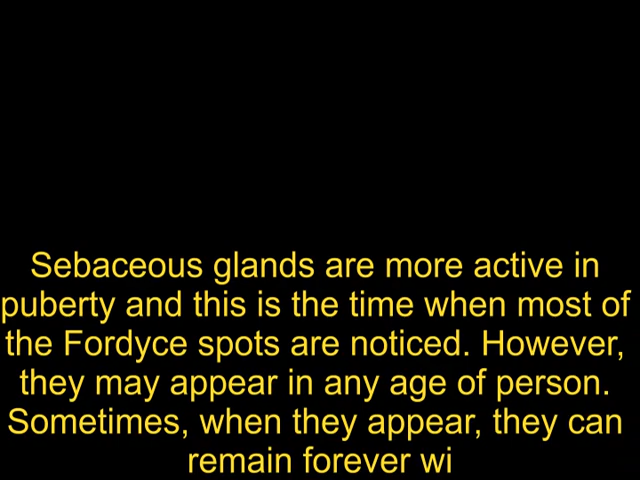 Sebaceous glands are more active in
puberty and this is the time when most of
the Fordyce spots are noticed. However,
they may appear in any age of person.
Sometimes, when they appear, they can
remain forever wi